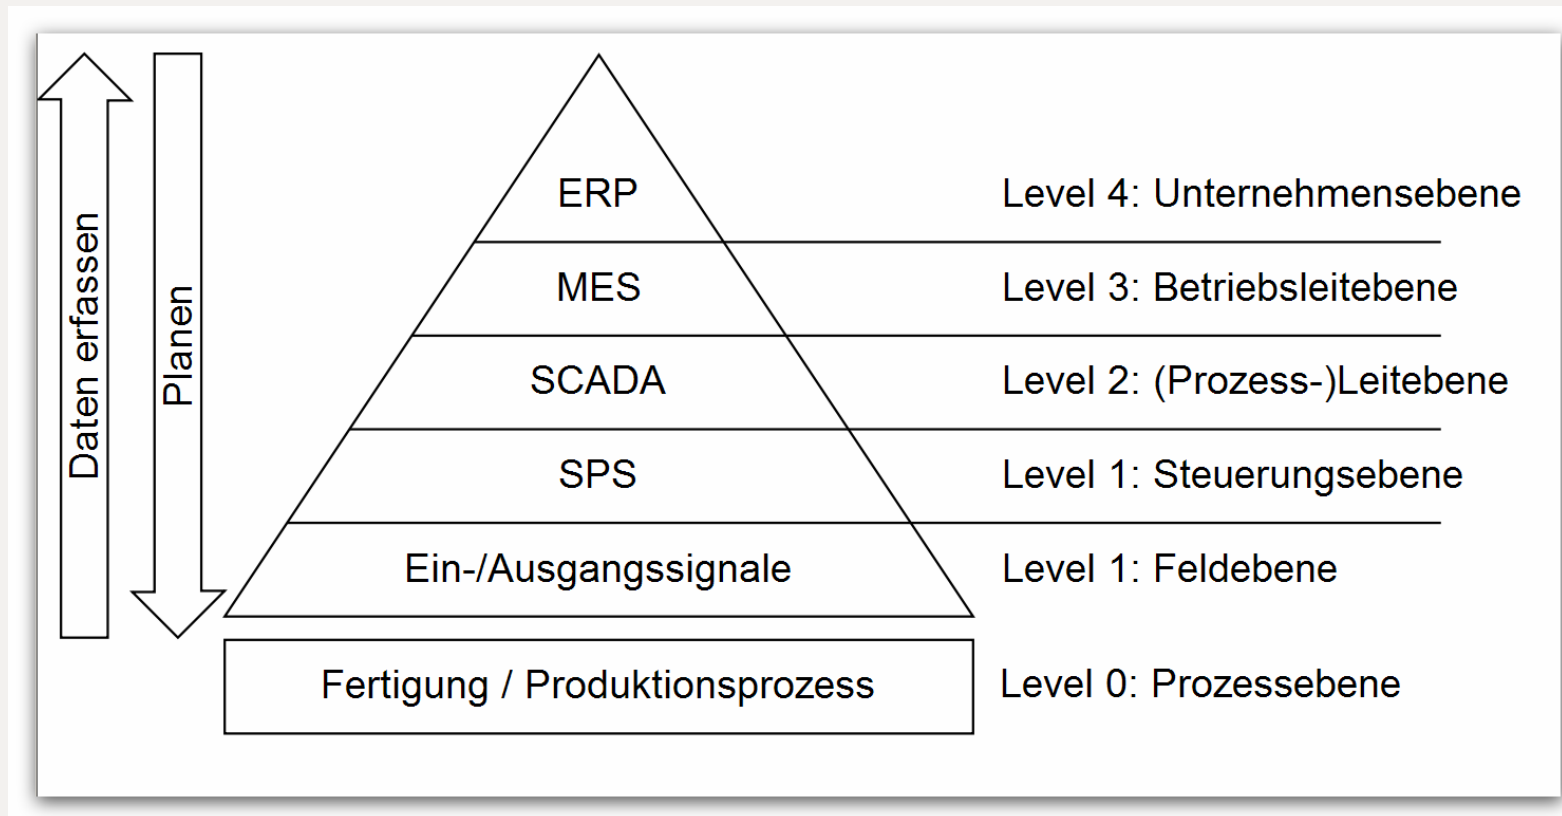 Daten erfassen
Planen
ERP
Level 4: Unternehmensebene
MES
Level 3: Betriebsleitebene
SCADA
Level 2: (Prozess-)Leitebene
SPS
Level 1: Steuerungsebene
Ein-/Ausgangssignale
Level 1: Feldebene
Fertigung / Produktionsprozess
Level 0: Prozessebene